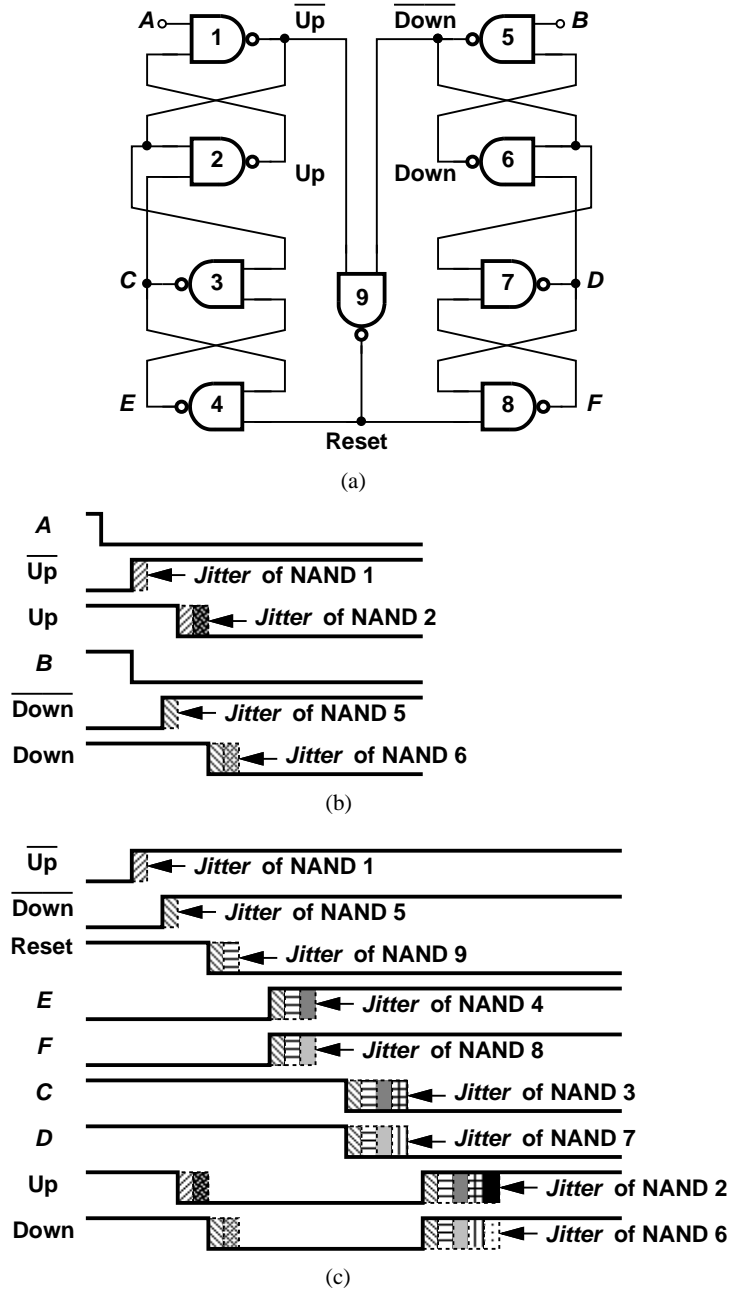 A 1 Up Down 5 B
2 Up Down 6
C 3 9 7 D
E 4 8 F
Reset
(a)
A
Up Jitter of NAND 1
Up Jitter of NAND 2
B
Down Jitter of NAND 5
Down Jitter of NAND 6
(b)
Up Jitter of NAND 1
Down Jitter of NAND 5
Reset Jitter of NAND 9
E Jitter of NAND 4
F Jitter of NAND 8
C Jitter of NAND 3
D Jitter of NAND 7
Up Jitter of NAND 2
Down Jitter of NAND 6
(c)